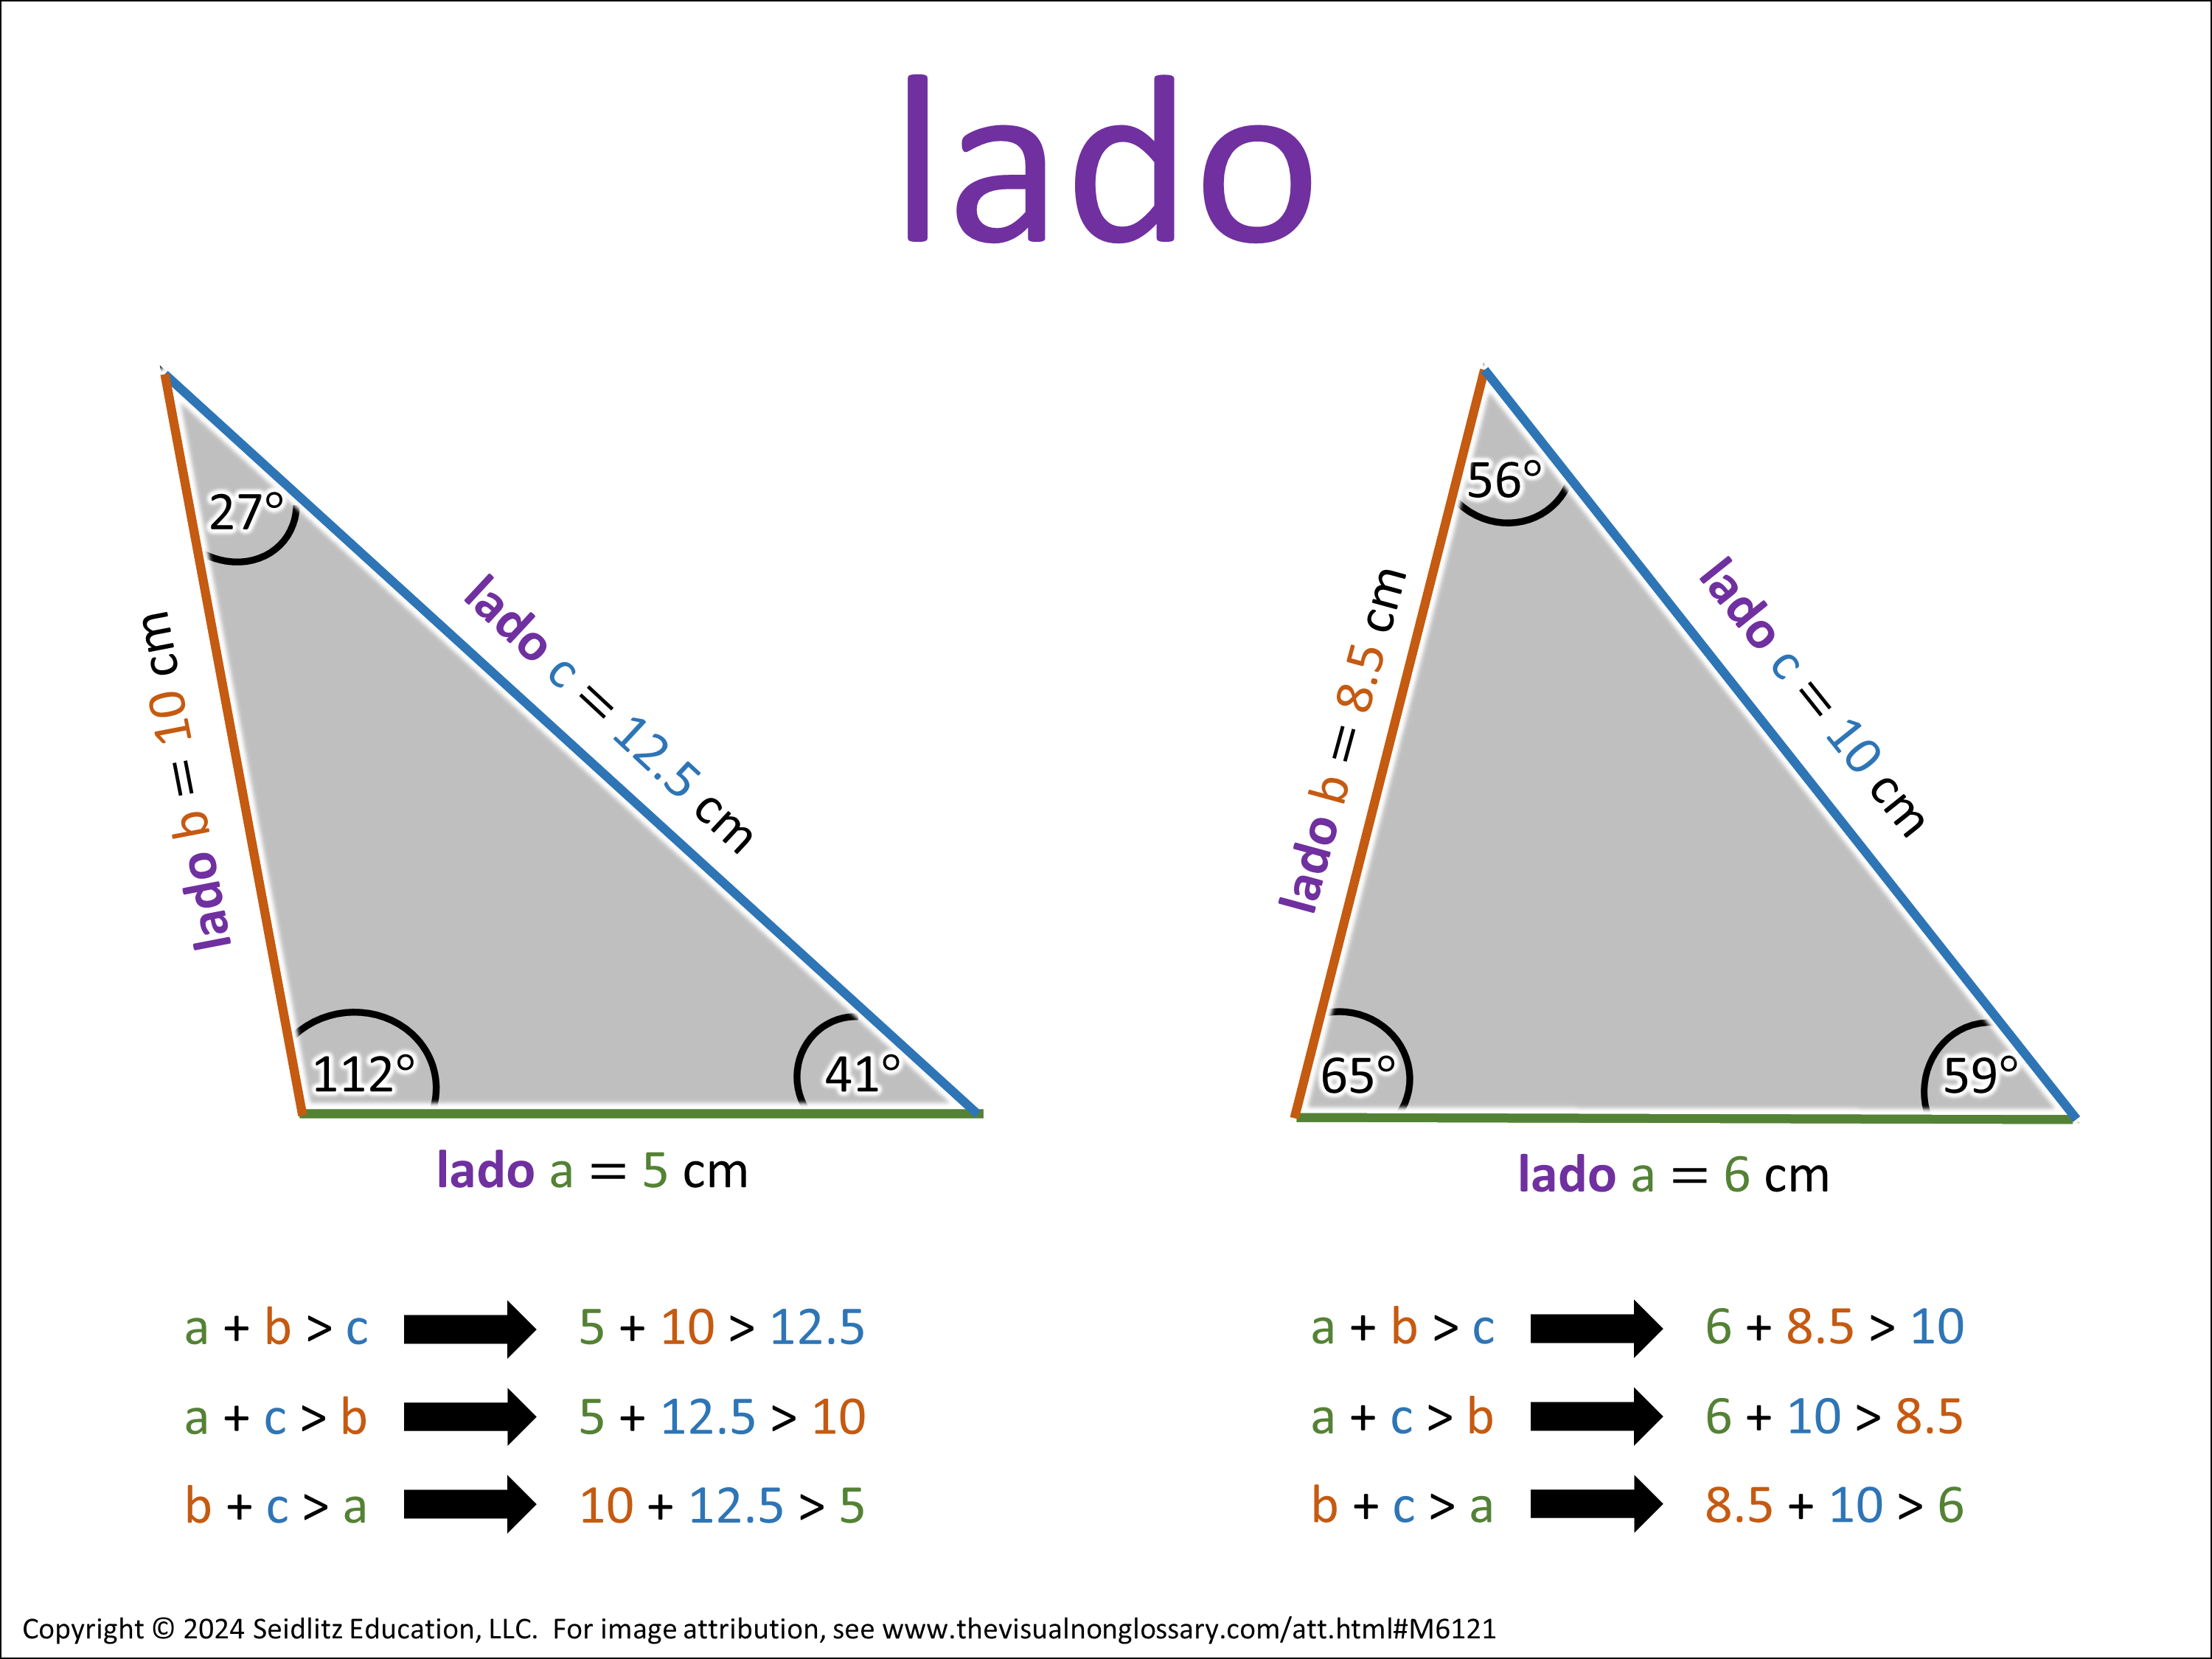 lado
27°
lado b = 10 cm
lado c = 12.5 cm
112°
41°
lado a = 5 cm
56°
lado b = 8.5 cm
lado c = 10 cm
65°
59°
lado a = 6 cm
a + b > c 5 + 10 > 12.5
a + c > b 5 + 12.5 > 10
b + c > a 10 + 12.5 > 5
a + b > c 6 + 8.5 > 10
a + c > b 6 + 10 > 8.5
b + c > a 8.5 + 10 > 6
Copyright © 2024 Seidlitz Education, LLC. For image attribution, see www.thevisualnonglossary.com/att.html#M6121